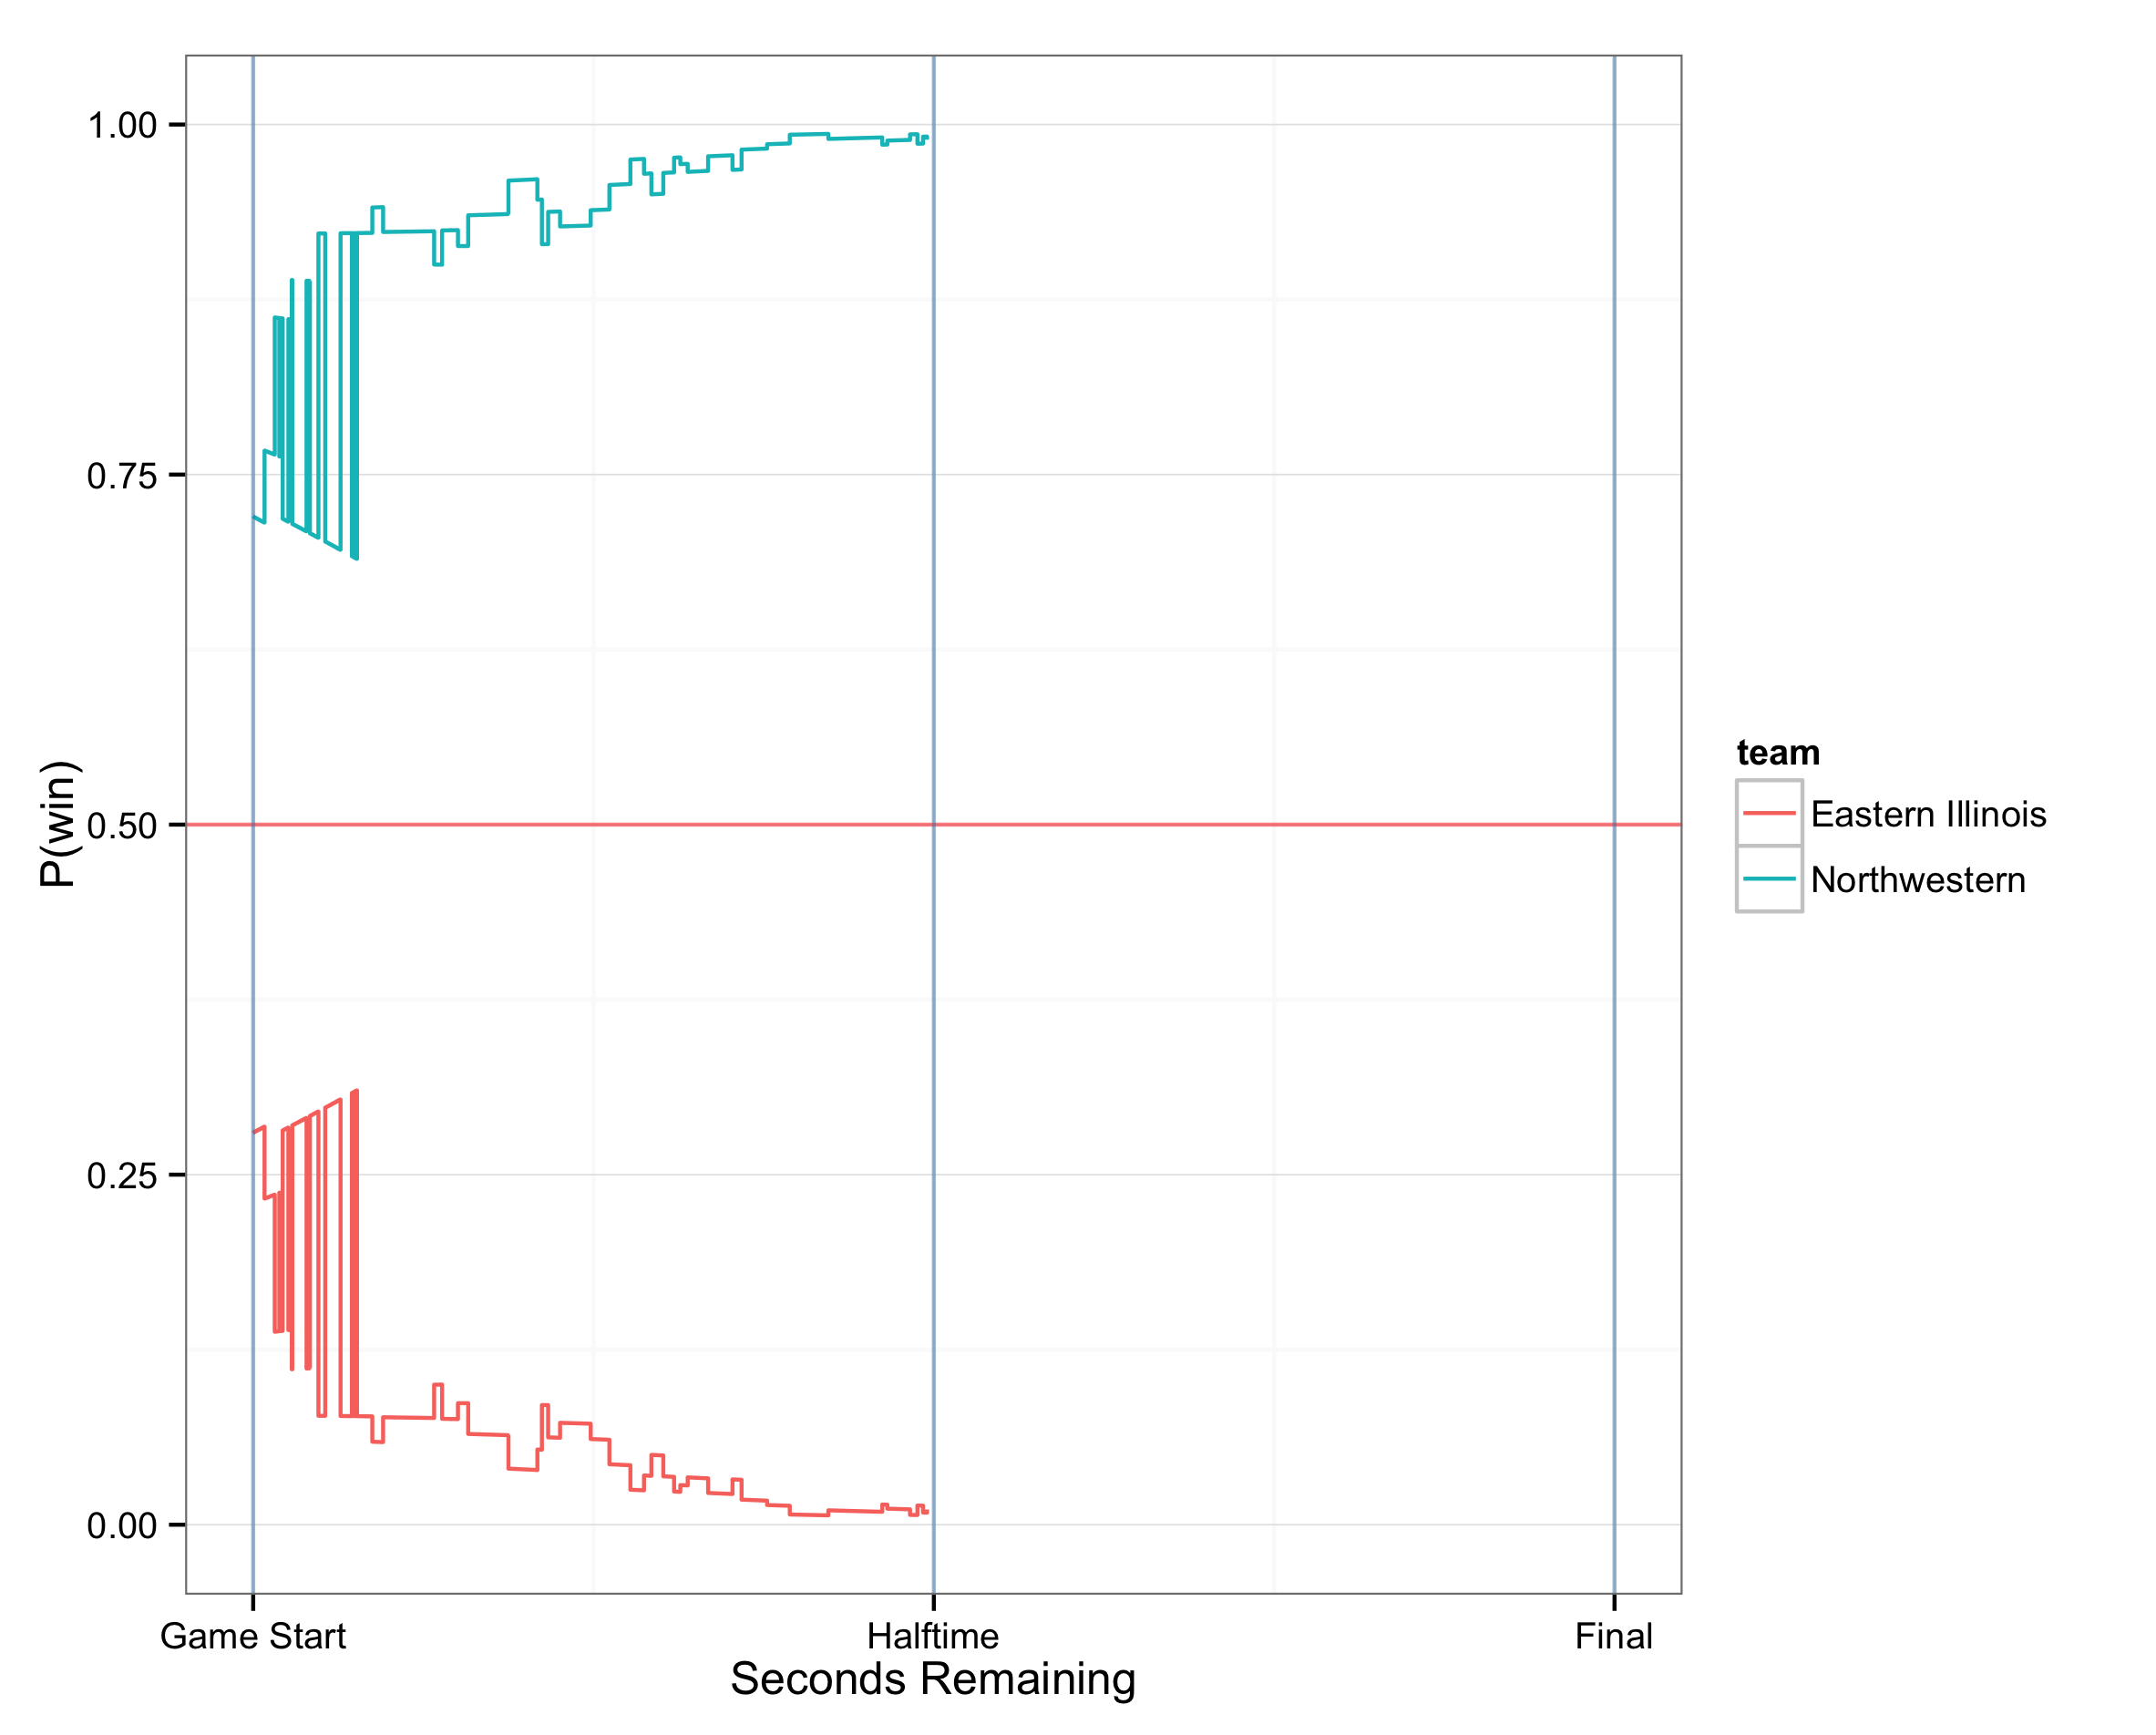 1.00
0.75
0.50
0.25
0.00
P(win)
Game Start
Halftime
Final
Seconds Remaining
team
Eastern Illinois
Northwestern